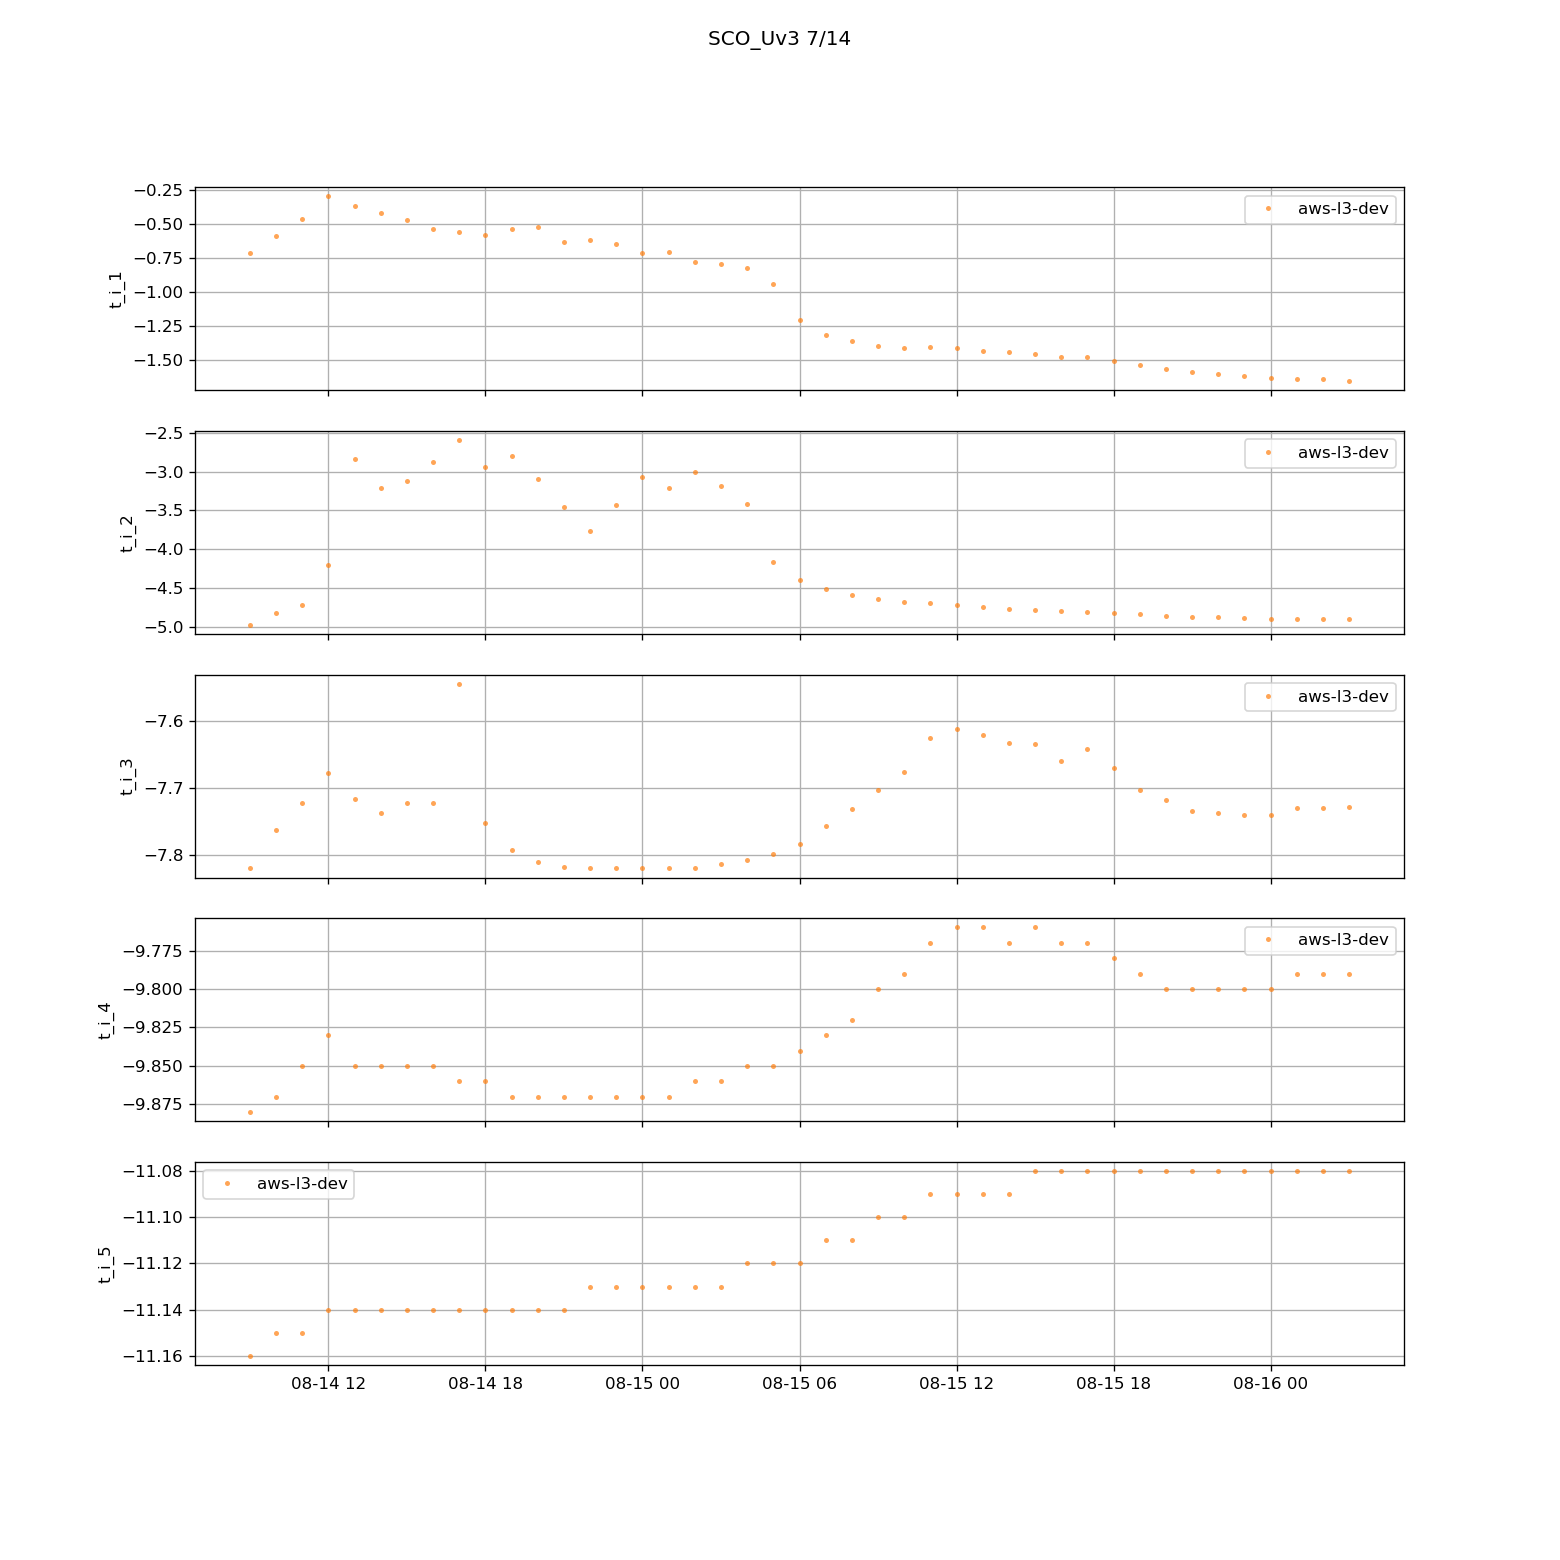 SCO_Uv3 7/14
−0.25
−0.50
−0.75
−1.00
−1.25
−1.50
t_i_1
aws-l3-dev
−2.5
−3.0
−3.5
−4.0
−4.5
−5.0
t_i_2
aws-l3-dev
−7.6
−7.7
−7.8
t_i_3
aws-l3-dev
−9.775
−9.800
−9.825
−9.850
−9.875
t_i_4
aws-l3-dev
−11.08
−11.10
−11.12
−11.14
−11.16
t_i_5
aws-l3-dev
08-14 12 08-14 18 08-15 00 08-15 06 08-15 12 08-15 18 08-16 00